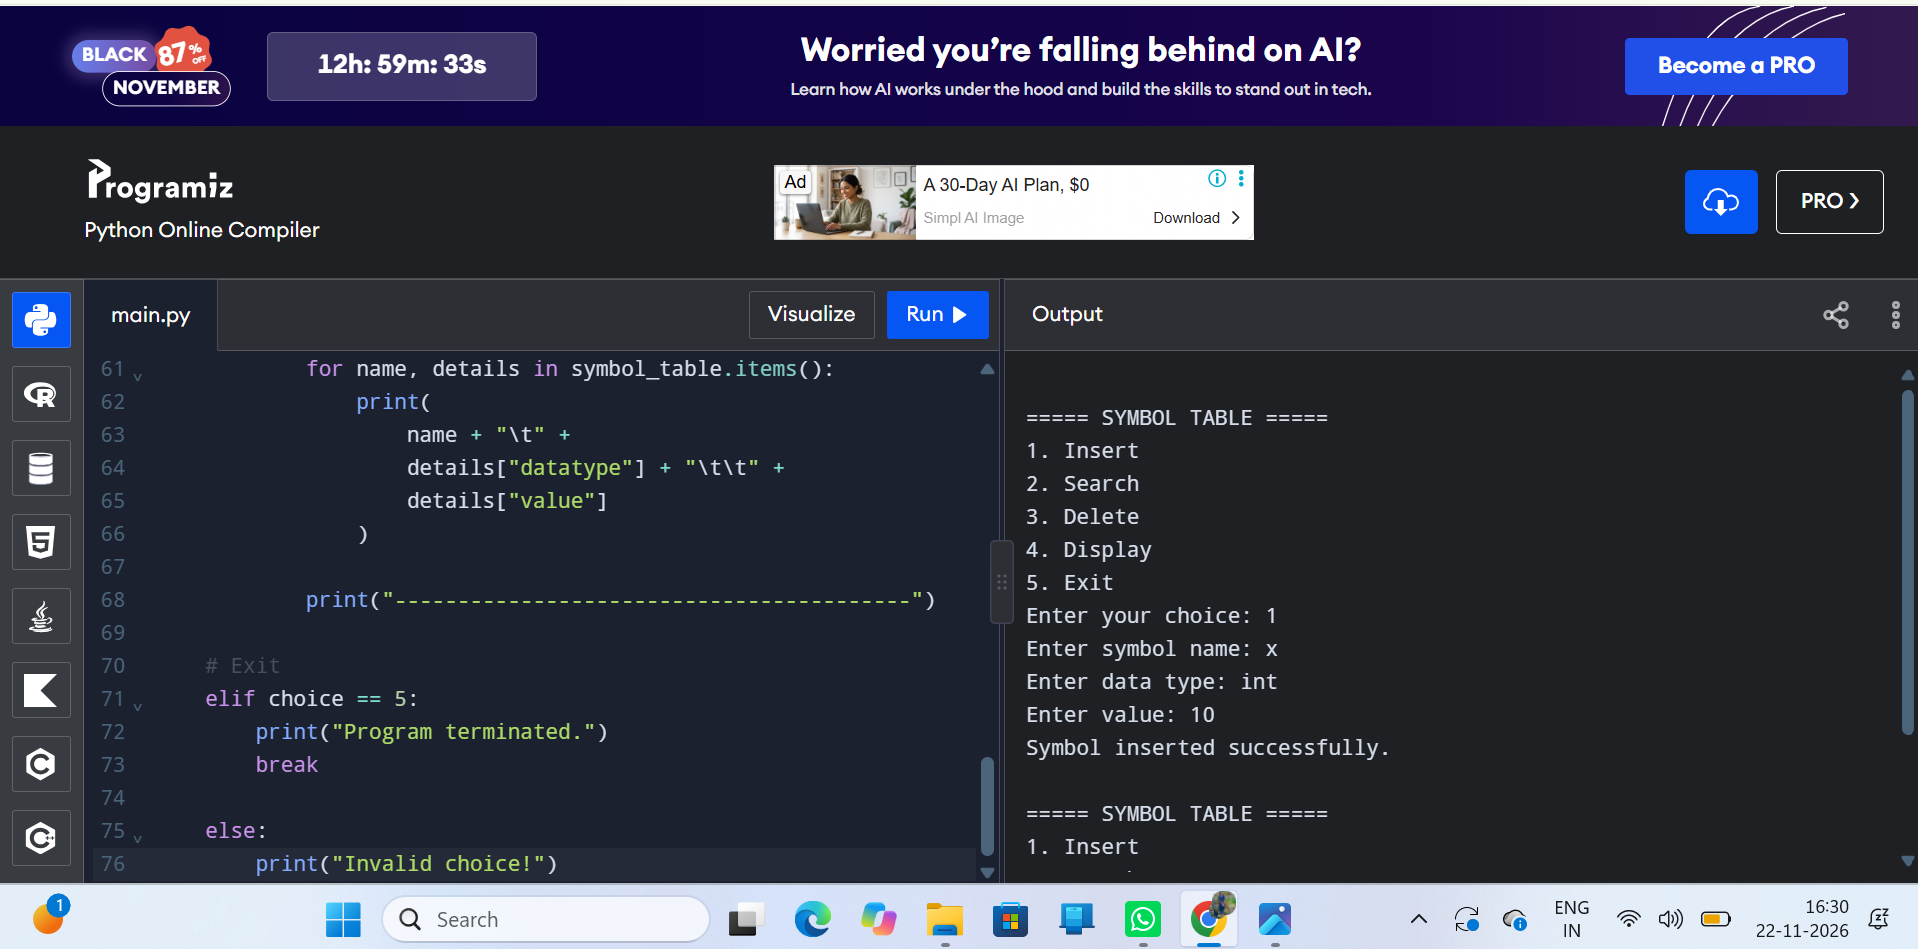 BLACK 87% OFF
NOVEMBER
12h: 59m: 33s
Worried you’re falling behind on AI?
Learn how AI works under the hood and build the skills to stand out in tech.
Become a PRO
Programiz
Python Online Compiler
Ad
A 30-Day AI Plan, $0
Simpl AI Image
Download
PRO
main.py
Visualize
Run
61 for name, details in symbol_table.items():
62 print(
63 name + "\t" +
64 details["datatype"] + "\t\t" +
65 details["value"]
66 )
67
68 print("-----------------------------------------")
69
70 # Exit
71 elif choice == 5:
72 print("Program terminated.")
73 break
74
75 else:
76 print("Invalid choice!")
Output
===== SYMBOL TABLE =====
1. Insert
2. Search
3. Delete
4. Display
5. Exit
Enter your choice: 1
Enter symbol name: x
Enter data type: int
Enter value: 10
Symbol inserted successfully.
===== SYMBOL TABLE =====
1. Insert
1
Search
ENG
IN
16:30
22-11-2026